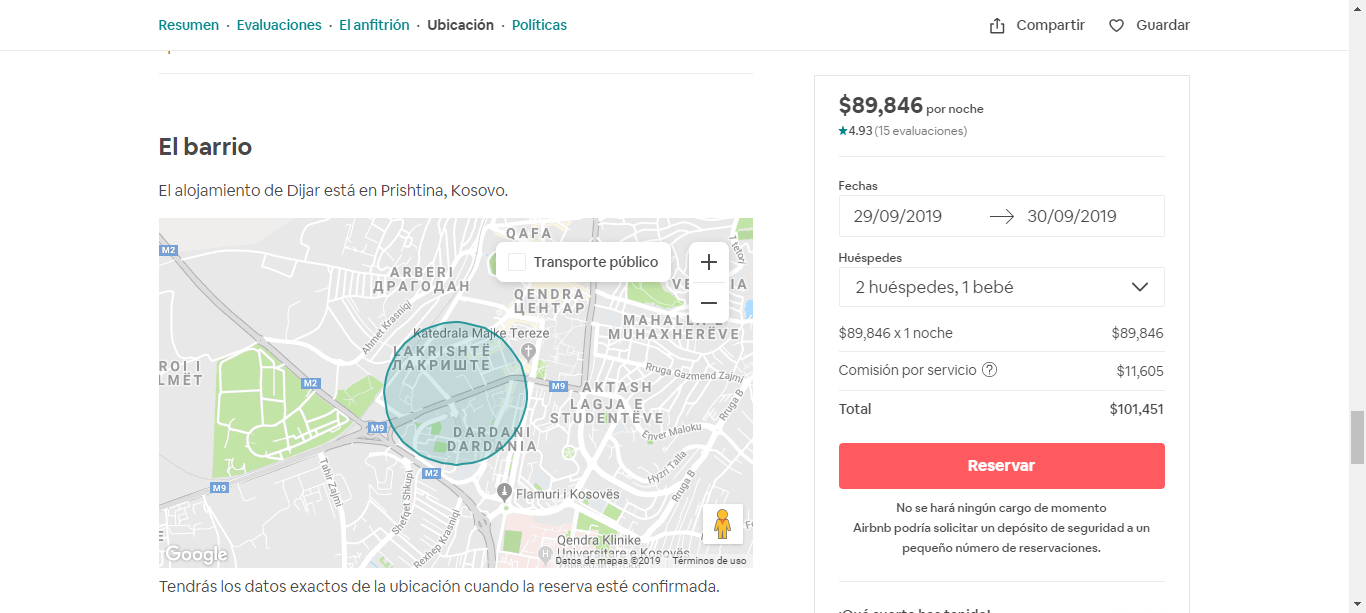 Resumen · Evaluaciones · El anfitrión · Ubicación · Políticas
Compartir
Guardar
El barrio
El alojamiento de Dijar está en Prishtina, Kosovo.
QAFA
M2
Transporte público
+
−
ARBERI
ДРАГОДАН
QENDRA
ЦЕНТАР
Ahmet Krasniqi
MUHAXHERËVE
Katedrala Majke Tereze
LAKRISHTË
ЛАКРИШТЕ
M2
M9
Rruga Gazmend Zajmi
AKTASH
LAGJA E
STUDENTËVE
Rruga B
M9
Enver Maloku
DARDANI
DARDANIA
M2
M9
Tahir Zajmi
Shefqet Shkupi
Rexhep Krasniqi
Hyzri Talla
Rruga B
Flamuri i Kosovës
Qendra Klinike
Universitare e Kosovës
Google
Datos de mapas ©2019
Términos de uso
Tendrás los datos exactos de la ubicación cuando la reserva esté confirmada.
$89,846 por noche
★4.93 (15 evaluaciones)
Fechas
29/09/2019 → 30/09/2019
Huéspedes
2 huéspedes, 1 bebé
$89,846 x 1 noche $89,846
Comisión por servicio ? $11,605
Total $101,451
Reservar
No se hará ningún cargo de momento
Airbnb podría solicitar un depósito de seguridad a un
pequeño número de reservaciones.